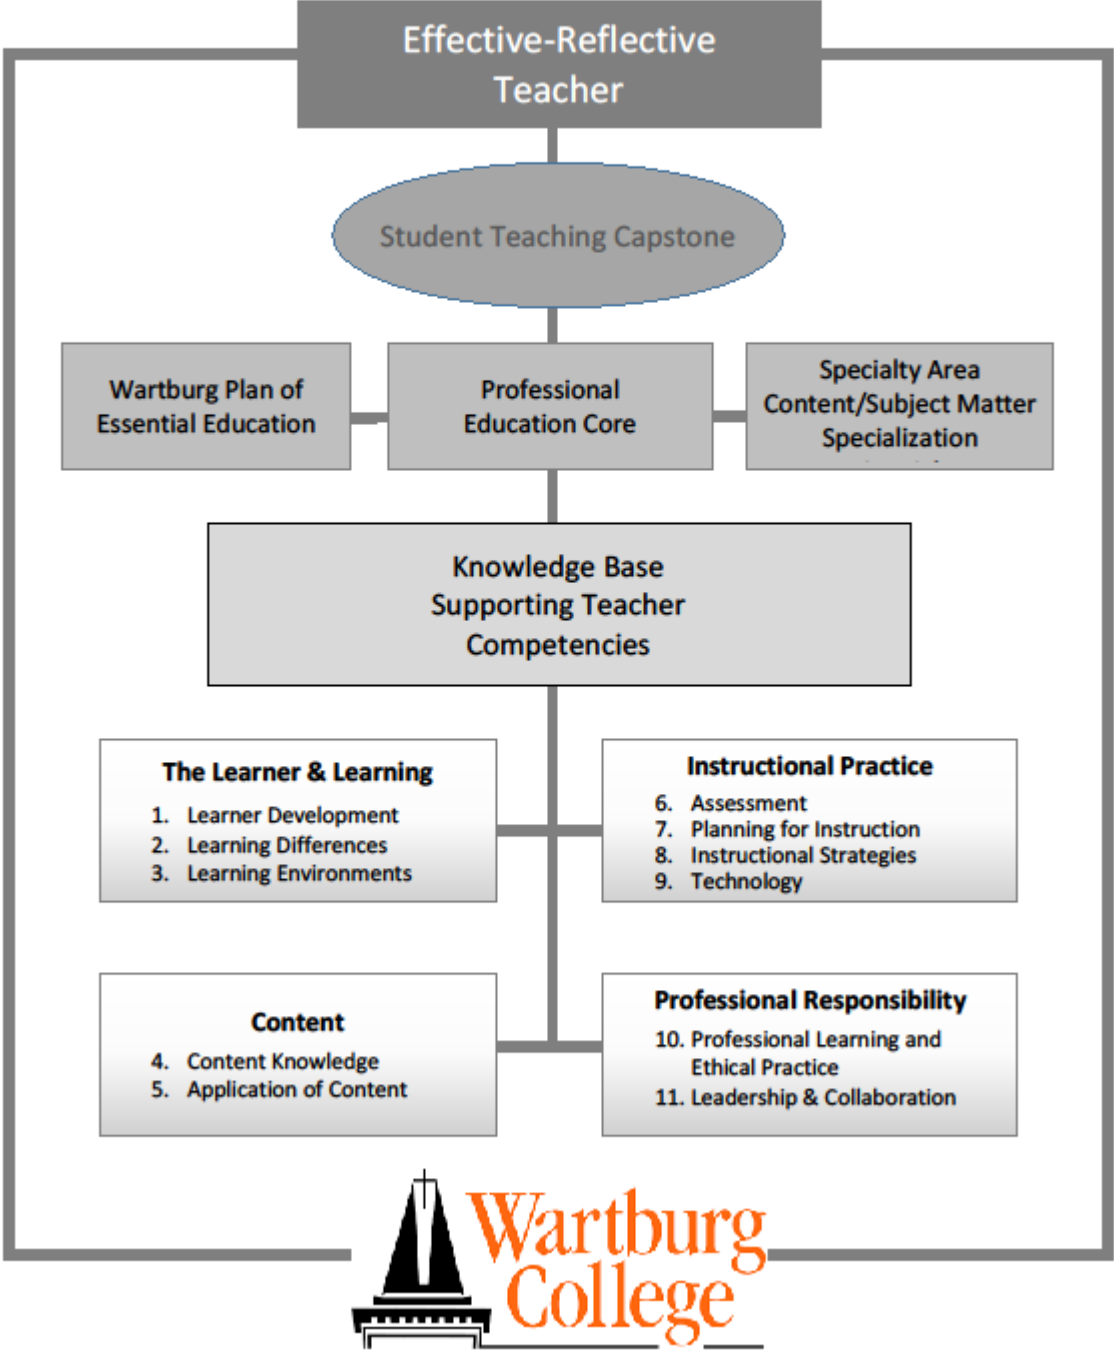 Effective-Reflective
Teacher
Student Teaching Capstone
Wartburg Plan of
Essential Education
Professional
Education Core
Specialty Area
Content/Subject Matter
Specialization
Knowledge Base
Supporting Teacher
Competencies
The Learner & Learning
1. Learner Development
2. Learning Differences
3. Learning Environments
Instructional Practice
6. Assessment
7. Planning for Instruction
8. Instructional Strategies
9. Technology
Content
4. Content Knowledge
5. Application of Content
Professional Responsibility
10. Professional Learning and
Ethical Practice
11. Leadership & Collaboration
Wartburg
College